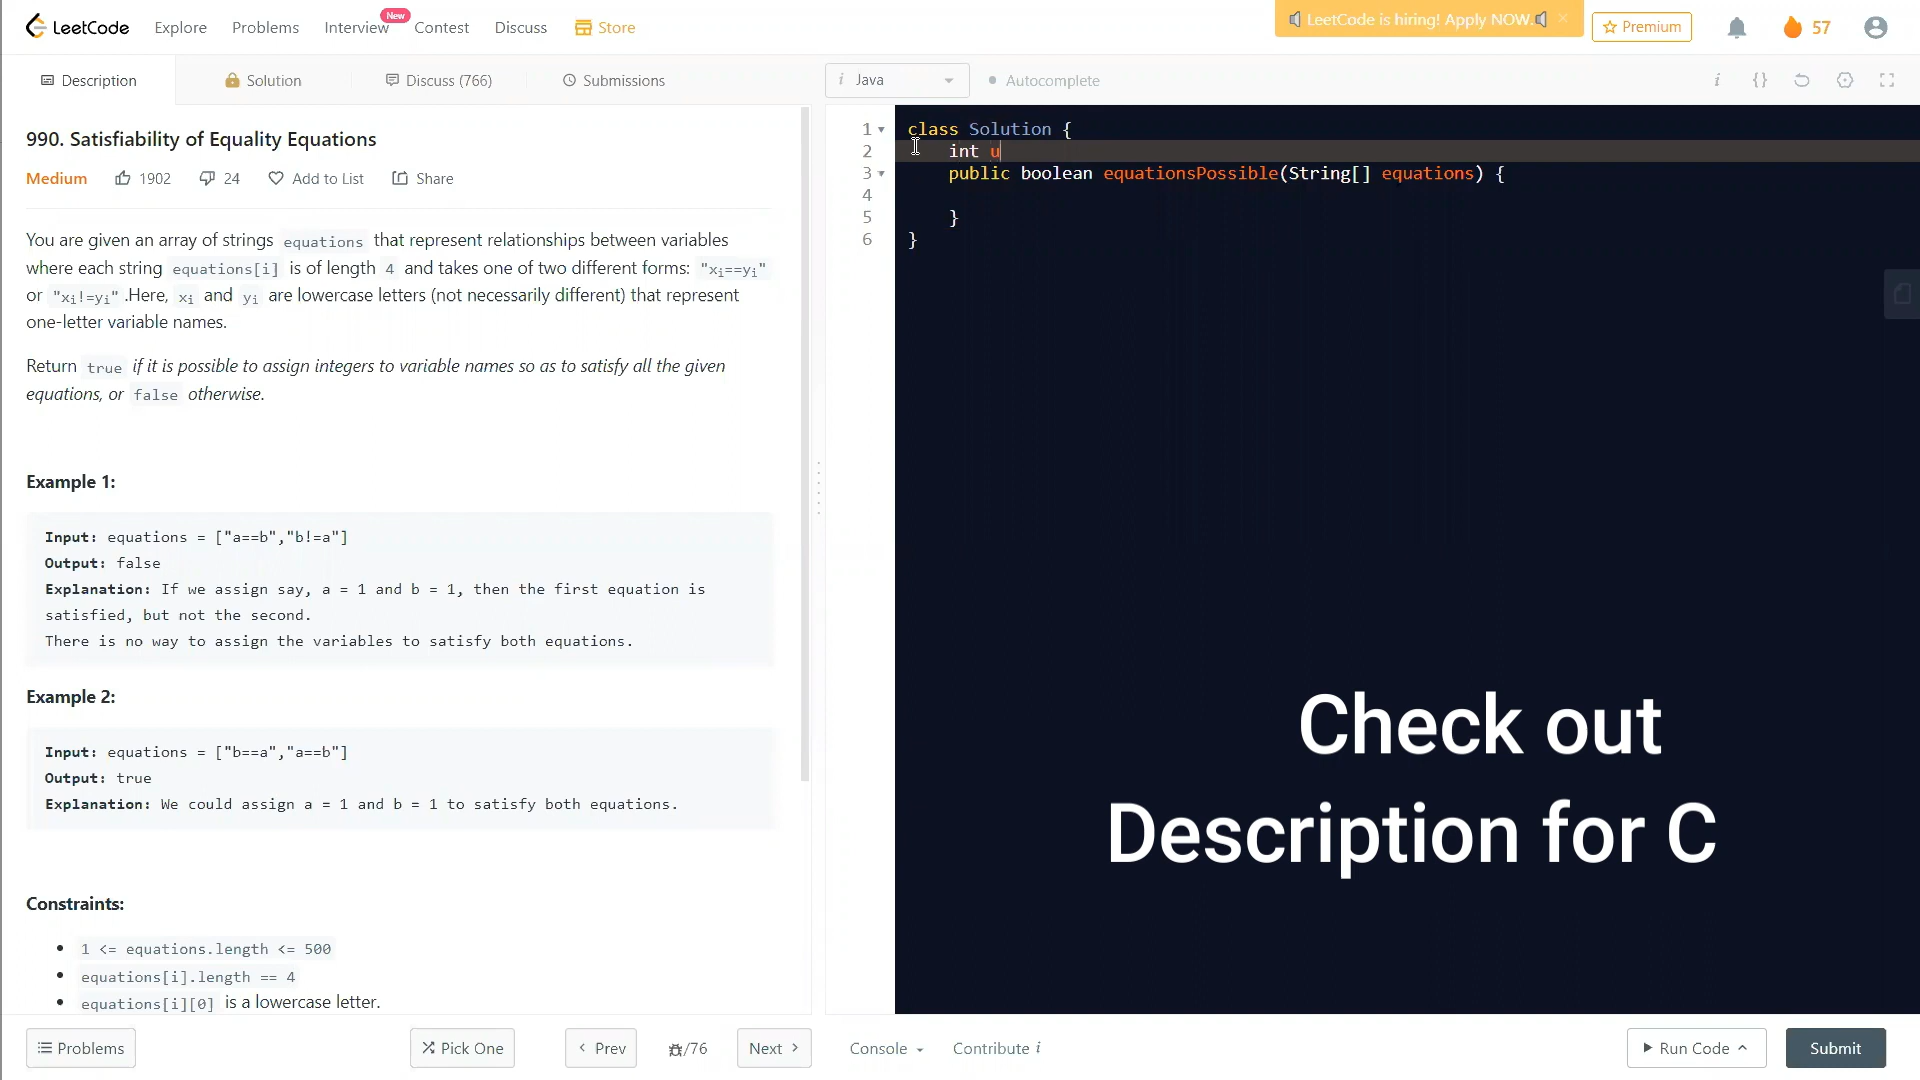 LeetCode
Explore
Problems
Interview
New
Contest
Discuss
Store
LeetCode is hiring! Apply NOW.
Premium
57
Description
Solution
Discuss (766)
Submissions
i Java
Autocomplete
990. Satisfiability of Equality Equations
Medium
1902
24
Add to List
Share
You are given an array of strings equations that represent relationships between variables
where each string equations[i] is of length 4 and takes one of two different forms: "xi==yi"
or "xi!=yi".Here, xi and yi are lowercase letters (not necessarily different) that represent
one-letter variable names.
Return true if it is possible to assign integers to variable names so as to satisfy all the given
equations, or false otherwise.
Example 1:
Input: equations = ["a==b","b!=a"]
Output: false
Explanation: If we assign say, a = 1 and b = 1, then the first equation is
satisfied, but not the second.
There is no way to assign the variables to satisfy both equations.
Example 2:
Input: equations = ["b==a","a==b"]
Output: true
Explanation: We could assign a = 1 and b = 1 to satisfy both equations.
Constraints:
1 <= equations.length <= 500
equations[i].length == 4
equations[i][0] is a lowercase letter.
1 class Solution {
2 int u
3 public boolean equationsPossible(String[] equations) {
4
5 }
6 }
Check out
Description for C
Problems
Pick One
Prev
/76
Next
Console
Contribute i
Run Code
Submit